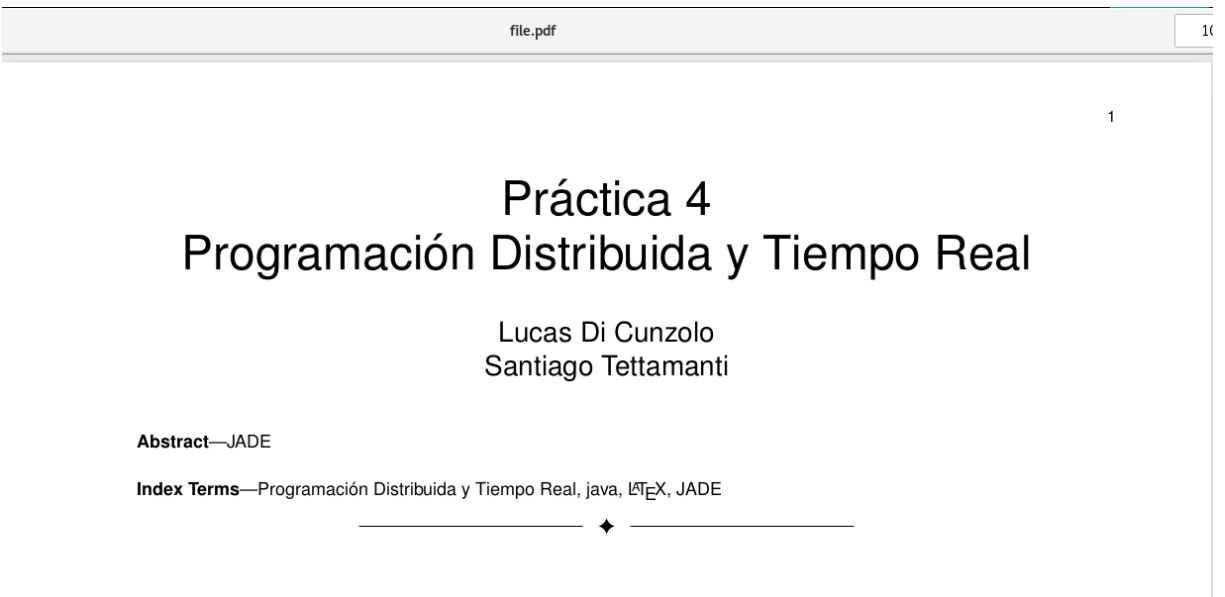 file.pdf
10
1
Práctica 4
Programación Distribuida y Tiempo Real
Lucas Di Cunzolo
Santiago Tettamanti
Abstract—JADE
Index Terms—Programación Distribuida y Tiempo Real, java, LATEX, JADE